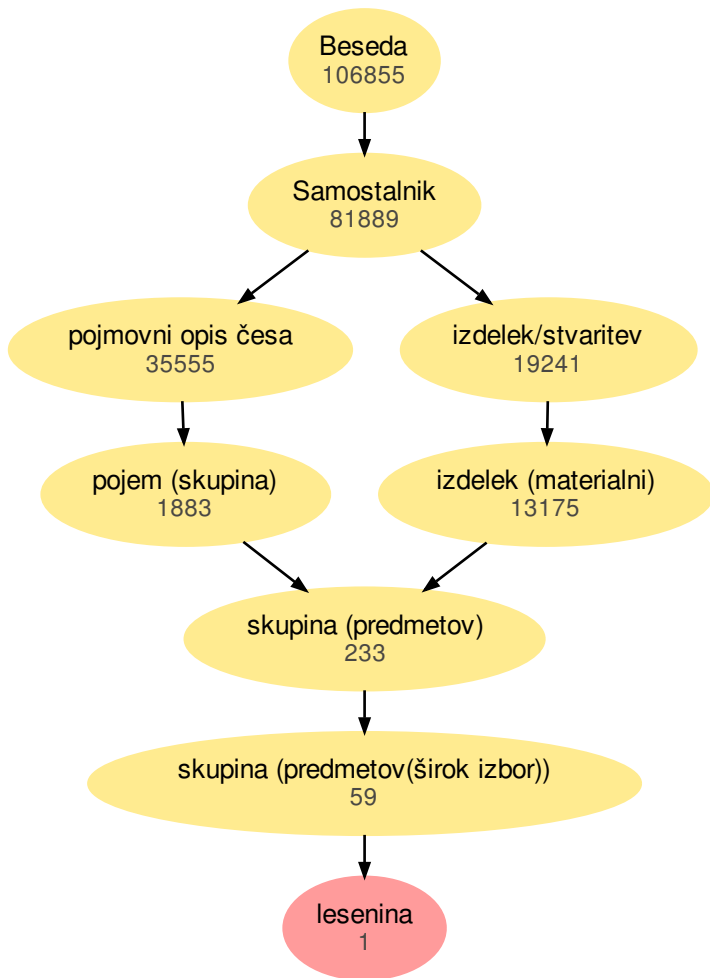 Beseda
106855
Samostalnik
81889
pojmovni opis česa
35555
izdelek/stvaritev
19241
pojem (skupina)
1883
izdelek (materialni)
13175
skupina (predmetov)
233
skupina (predmetov(širok izbor))
59
lesenina
1